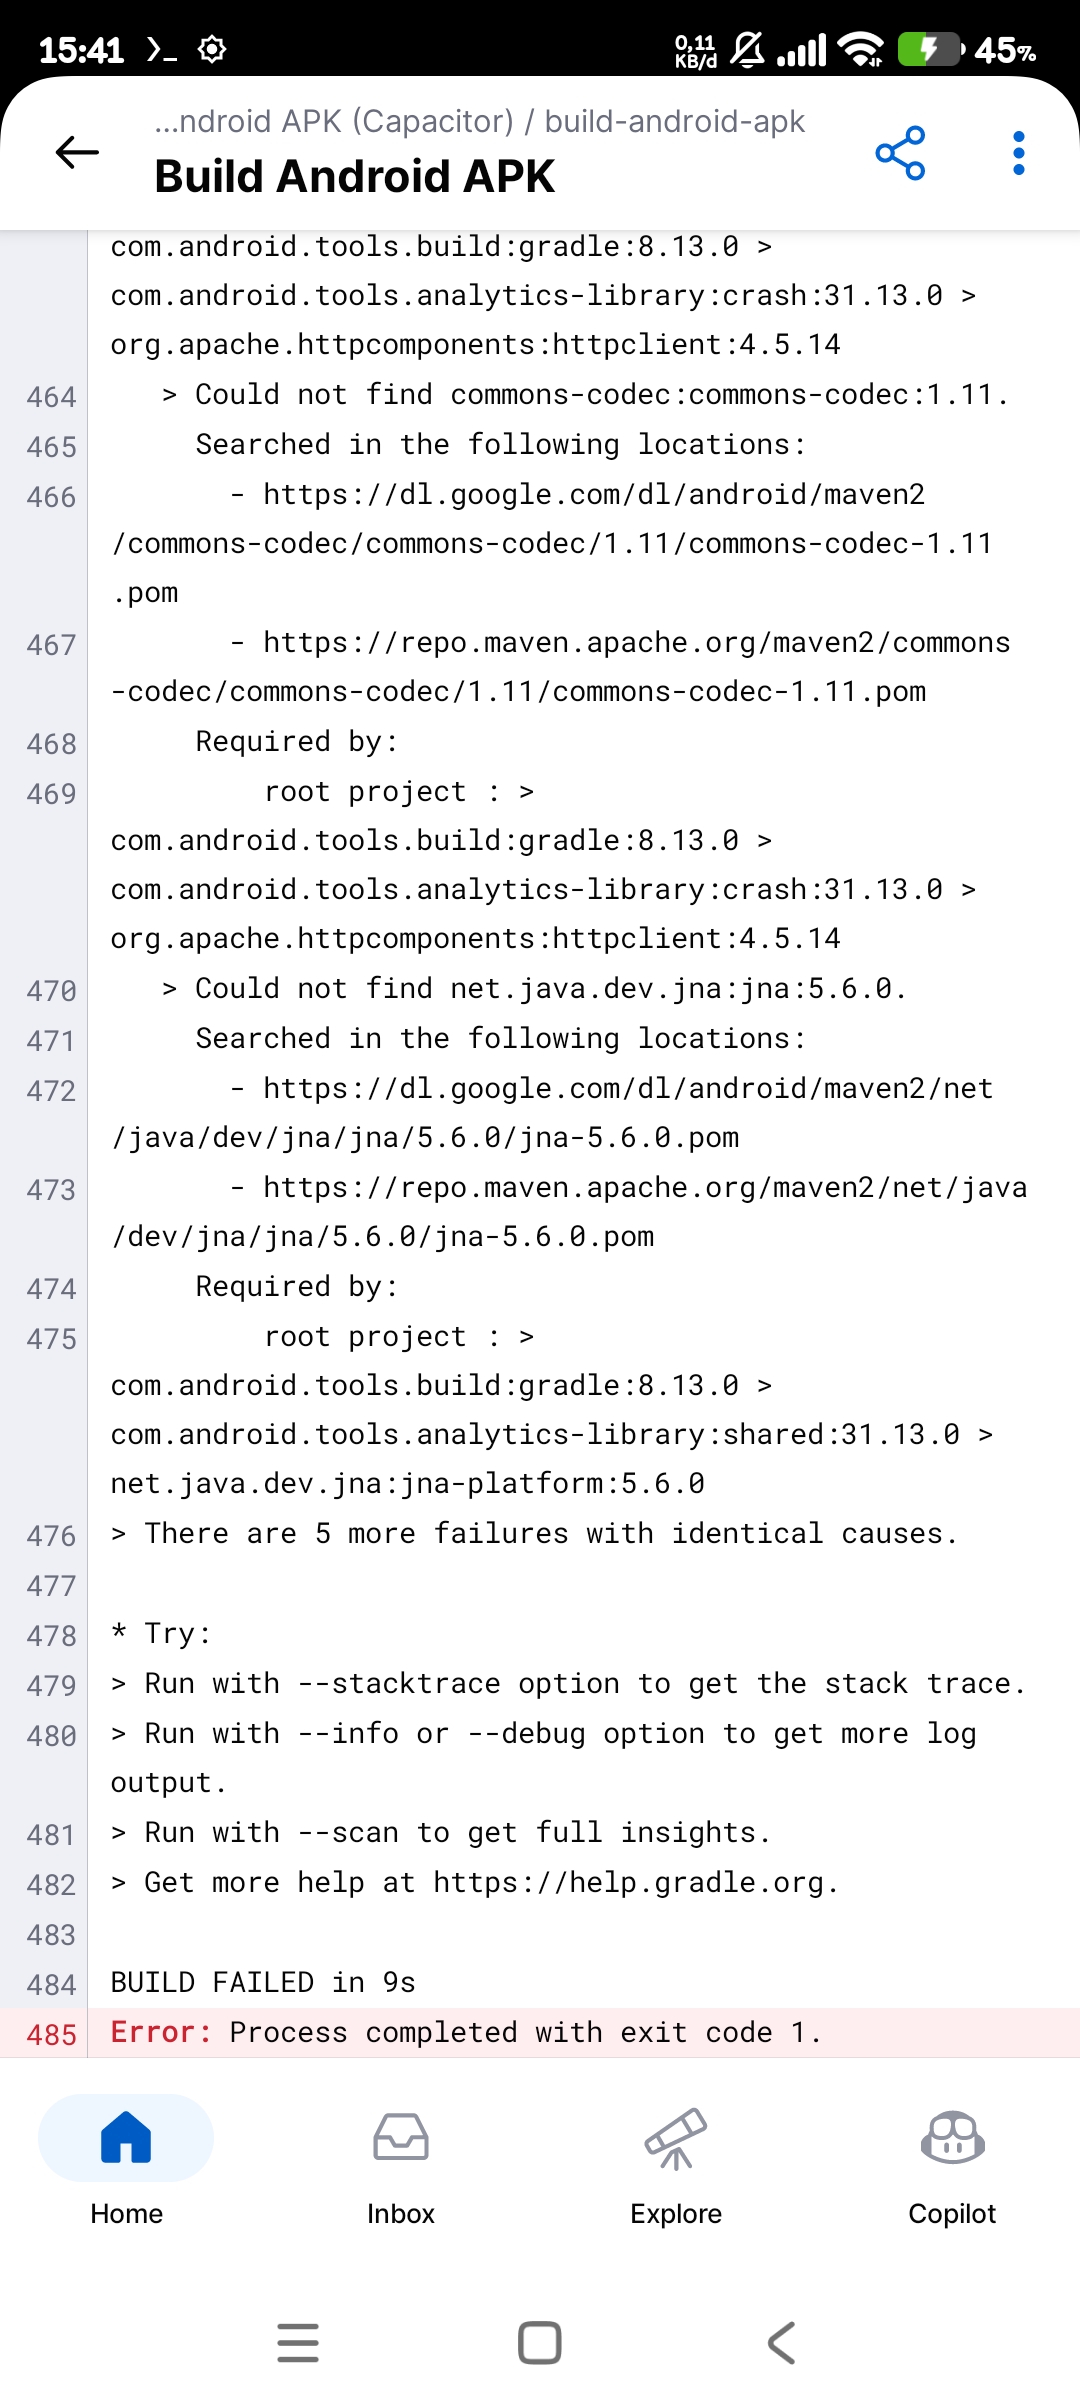 15:41
0,11
KB/d
45%
...ndroid APK (Capacitor) / build-android-apk
Build Android APK
com.android.tools.build:gradle:8.13.0 >
com.android.tools.analytics-library:crash:31.13.0 >
org.apache.httpcomponents:httpclient:4.5.14
464 > Could not find commons-codec:commons-codec:1.11.
465 Searched in the following locations:
466 - https://dl.google.com/dl/android/maven2
/commons-codec/commons-codec/1.11/commons-codec-1.11
.pom
467 - https://repo.maven.apache.org/maven2/commons
-codec/commons-codec/1.11/commons-codec-1.11.pom
468 Required by:
469 root project : >
com.android.tools.build:gradle:8.13.0 >
com.android.tools.analytics-library:crash:31.13.0 >
org.apache.httpcomponents:httpclient:4.5.14
470 > Could not find net.java.dev.jna:jna:5.6.0.
471 Searched in the following locations:
472 - https://dl.google.com/dl/android/maven2/net
/java/dev/jna/jna/5.6.0/jna-5.6.0.pom
473 - https://repo.maven.apache.org/maven2/net/java
/dev/jna/jna/5.6.0/jna-5.6.0.pom
474 Required by:
475 root project : >
com.android.tools.build:gradle:8.13.0 >
com.android.tools.analytics-library:shared:31.13.0 >
net.java.dev.jna:jna-platform:5.6.0
476 > There are 5 more failures with identical causes.
477
478 * Try:
479 > Run with --stacktrace option to get the stack trace.
480 > Run with --info or --debug option to get more log
output.
481 > Run with --scan to get full insights.
482 > Get more help at https://help.gradle.org.
483
484 BUILD FAILED in 9s
485 Error: Process completed with exit code 1.
Home
Inbox
Explore
Copilot